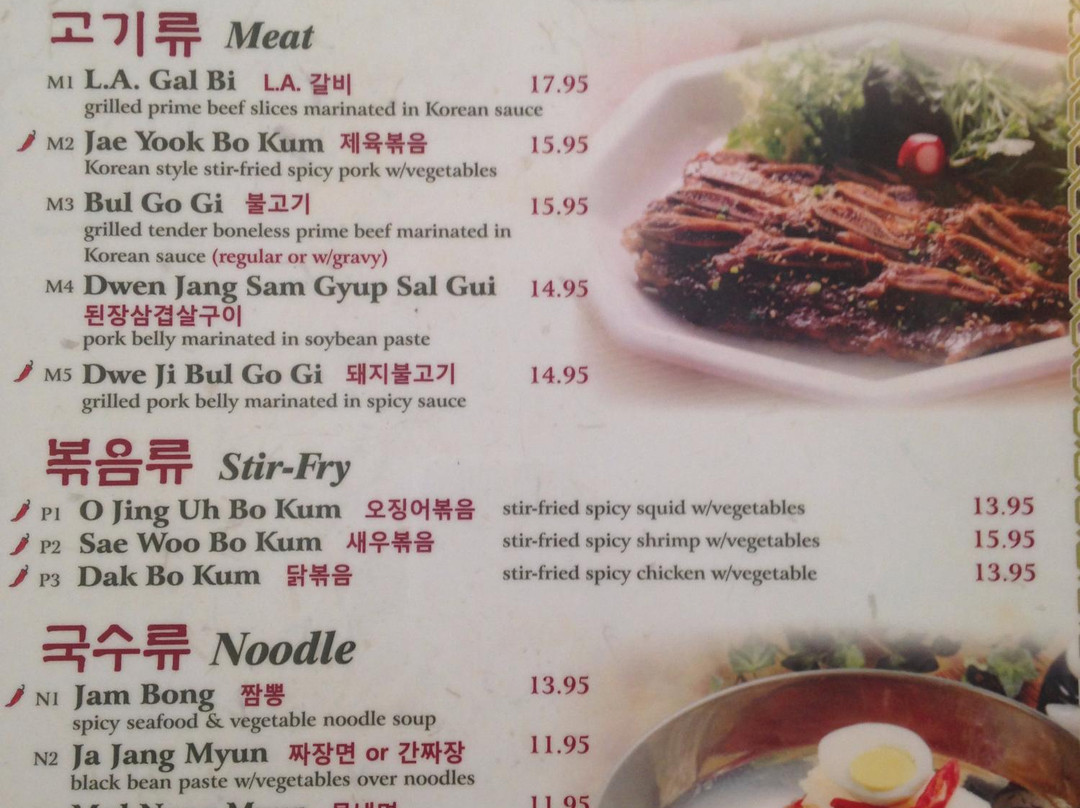 고기류 Meat
M1 L.A. Gal Bi L.A. 갈비 17.95
grilled prime beef slices marinated in Korean sauce
M2 Jae Yook Bo Kum 제육볶음 15.95
Korean style stir-fried spicy pork w/vegetables
M3 Bul Go Gi 불고기 15.95
grilled tender boneless prime beef marinated in
Korean sauce (regular or w/gravy)
M4 Dwen Jang Sam Gyup Sal Gui 14.95
된장삼겹살구이
pork belly marinated in soybean paste
M5 Dwe Ji Bul Go Gi 돼지불고기 14.95
grilled pork belly marinated in spicy sauce
볶음류 Stir-Fry
P1 O Jing Uh Bo Kum 오징어볶음 stir-fried spicy squid w/vegetables 13.95
P2 Sae Woo Bo Kum 새우볶음 stir-fried spicy shrimp w/vegetables 15.95
P3 Dak Bo Kum 닭볶음 stir-fried spicy chicken w/vegetable 13.95
국수류 Noodle
N1 Jam Bong 짬뽕 13.95
spicy seafood & vegetable noodle soup
N2 Ja Jang Myun 짜장면 or 간짜장 11.95
black bean paste w/vegetables over noodles
11.95